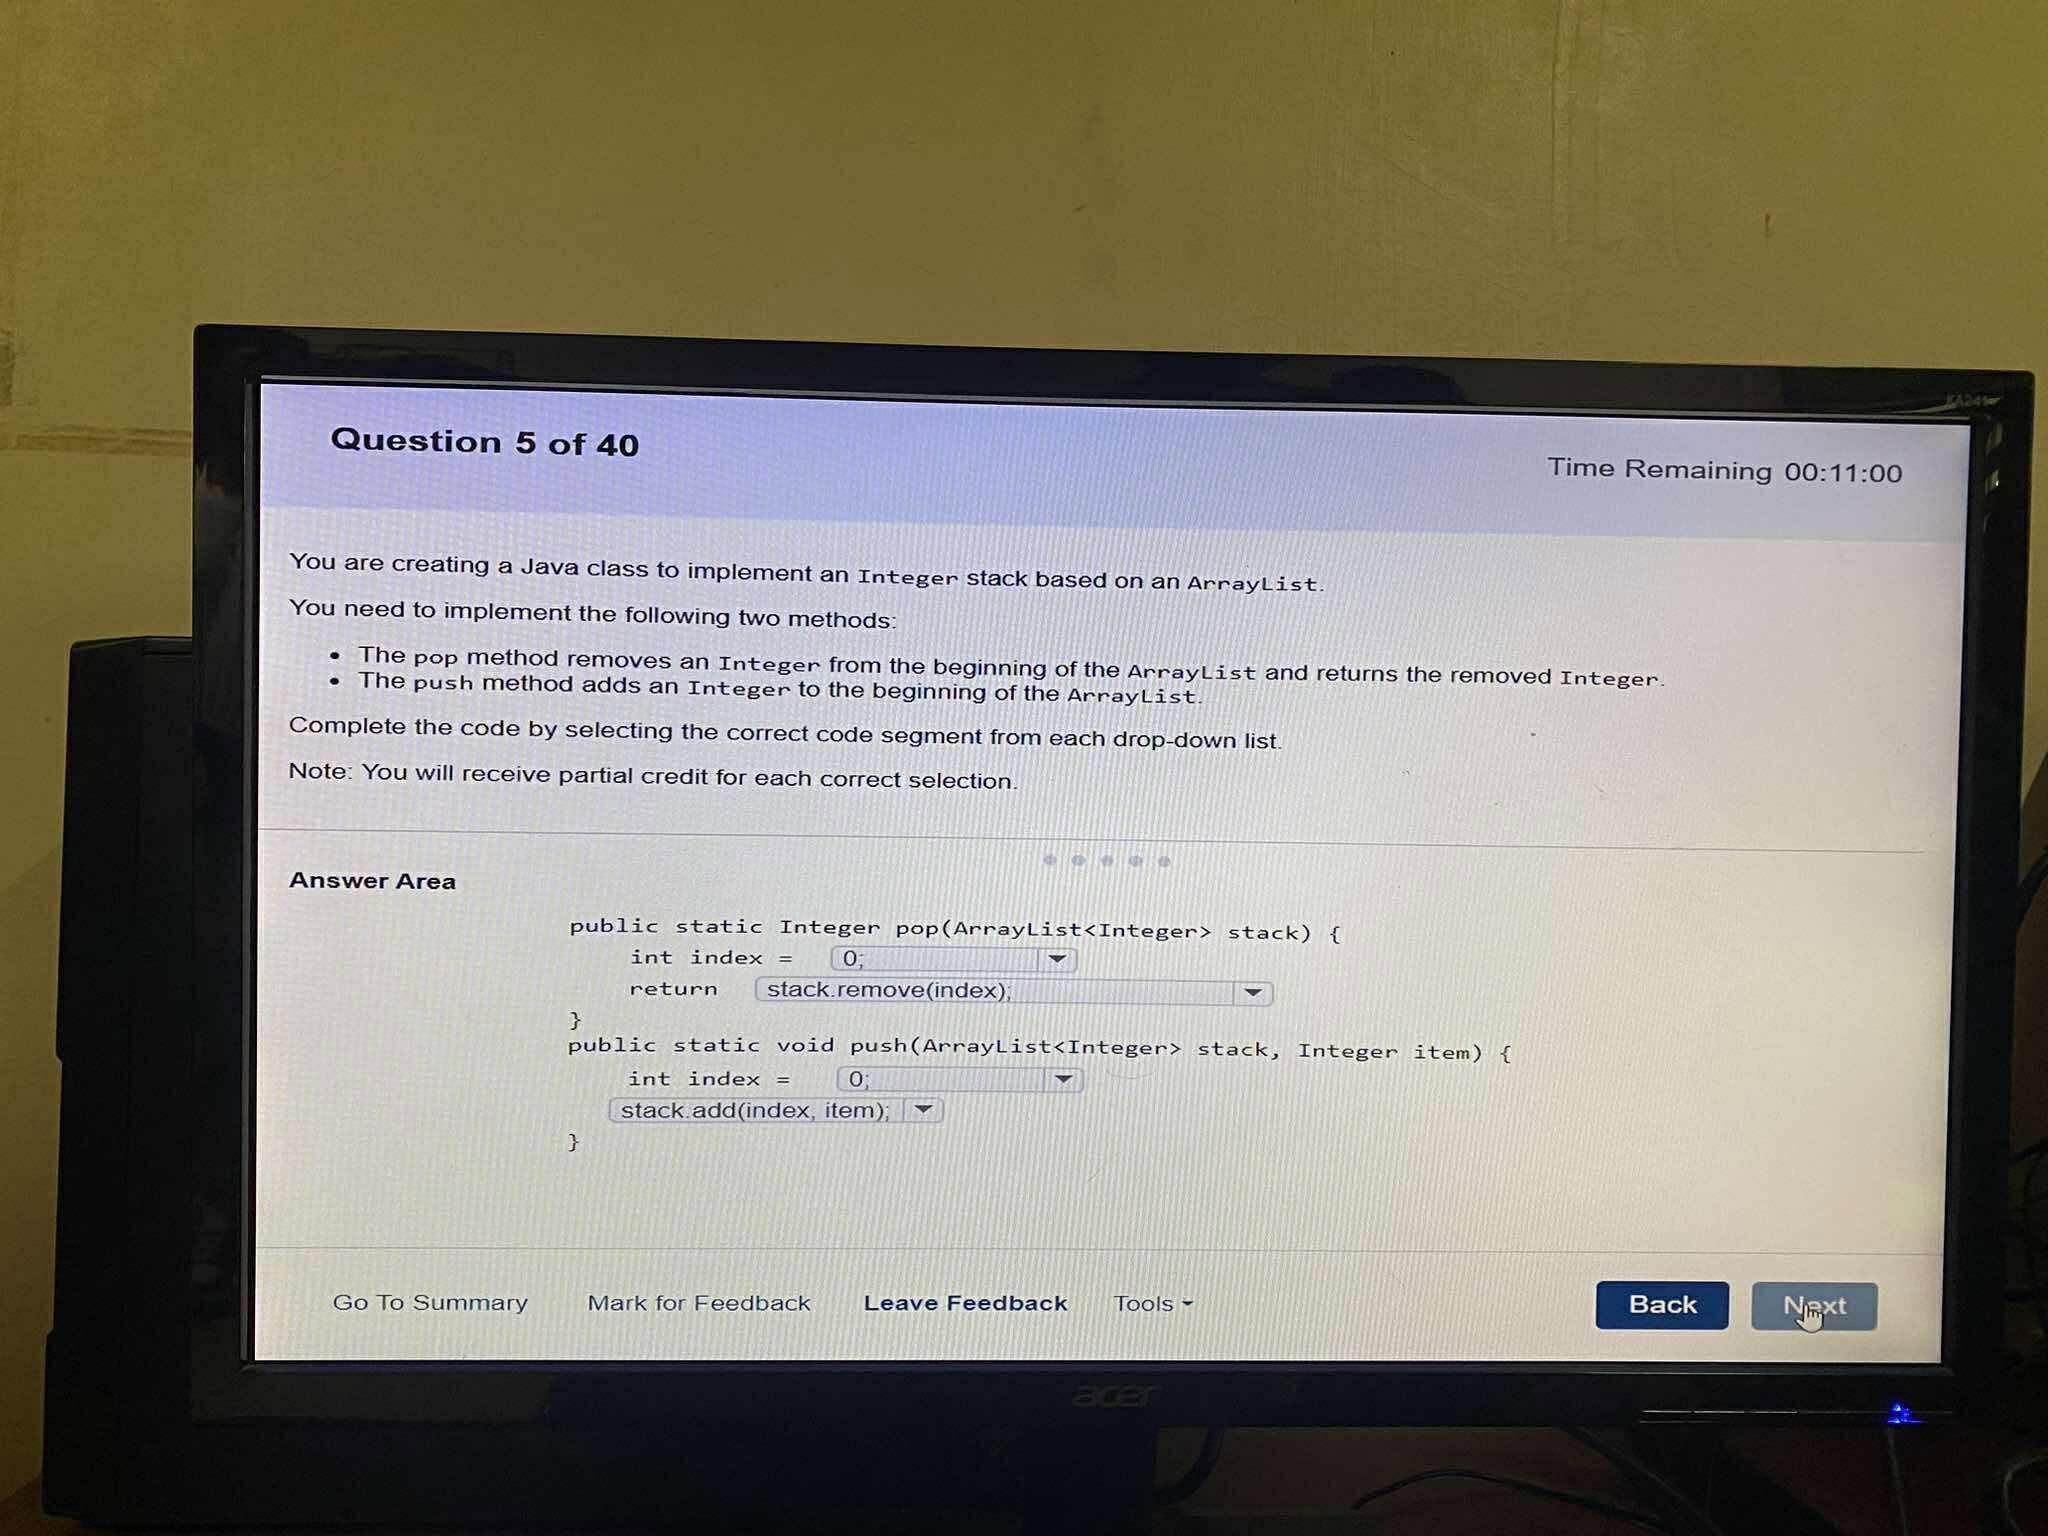 Question 5 of 40
Time Remaining 00:11:00
You are creating a Java class to implement an Integer stack based on an ArrayList.
You need to implement the following two methods:
• The pop method removes an Integer from the beginning of the ArrayList and returns the removed Integer.
• The push method adds an Integer to the beginning of the ArrayList.
Complete the code by selecting the correct code segment from each drop-down list.
Note: You will receive partial credit for each correct selection.
Answer Area
public static Integer pop(ArrayList<Integer> stack) {
int index = 0;
return stack.remove(index);
}
public static void push(ArrayList<Integer> stack, Integer item) {
int index = 0;
stack.add(index, item);
}
Go To Summary Mark for Feedback Leave Feedback Tools Back Next
acer